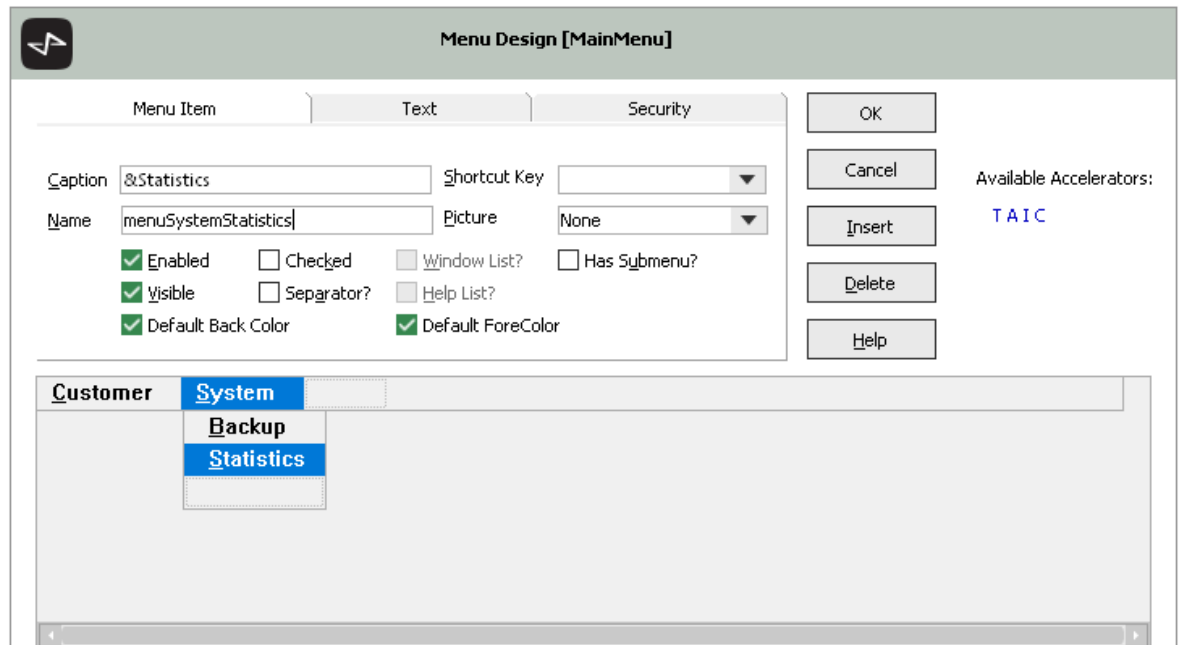 Menu Design [MainMenu]
Menu Item Text Security
OK
Caption &Statistics Shortcut Key
Cancel
Available Accelerators:
Name menuSystemStatistics Picture None
T A I C
Insert
Enabled Checked Window List? Has Submenu?
Visible Separator? Help List?
Delete
Default Back Color Default ForeColor
Help
Customer System
Backup
Statistics